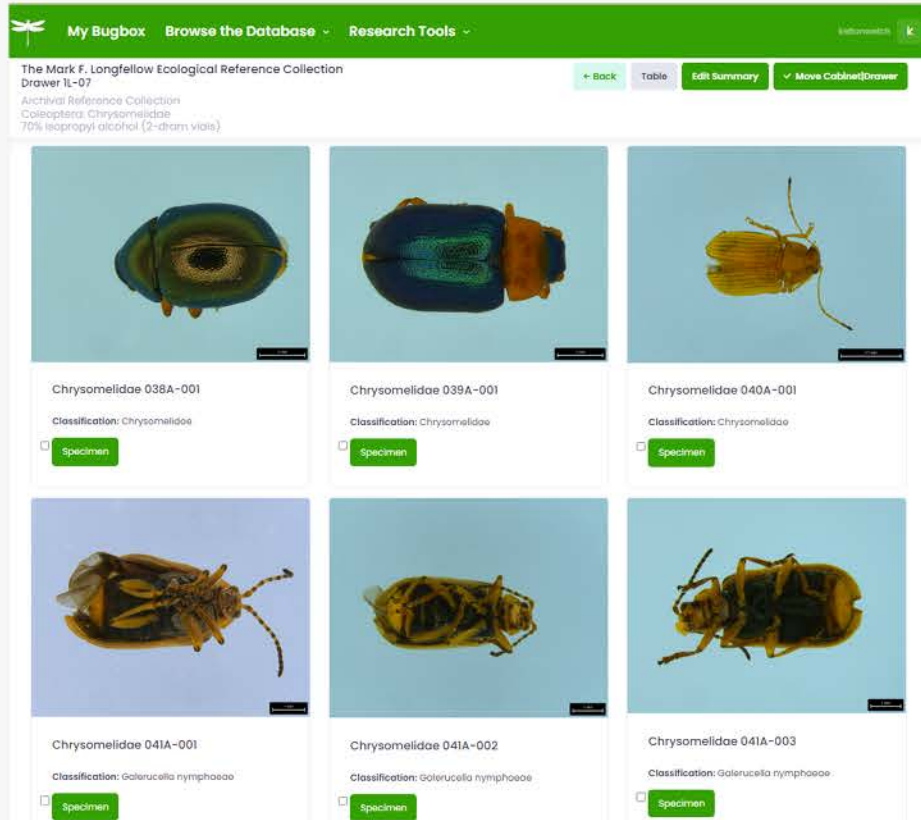 My Bugbox Browse the Database Research Tools keltonwelch k
The Mark F. Longfellow Ecological Reference Collection
Drawer 1L-07
← Back Table Edit Summary ✓ Move Cabinet|Drawer
Archival Reference Collection
Coleoptera: Chrysomelidae
70% isopropyl alcohol (2-dram vials)
Chrysomelidae 038A-001 Chrysomelidae 039A-001 Chrysomelidae 040A-001
Classification: Chrysomelidae Classification: Chrysomelidae Classification: Chrysomelidae
Specimen Specimen Specimen
Chrysomelidae 041A-001 Chrysomelidae 041A-002 Chrysomelidae 041A-003
Classification: Galerucella nymphaeae Classification: Galerucella nymphaeae Classification: Galerucella nymphaeae
Specimen Specimen Specimen